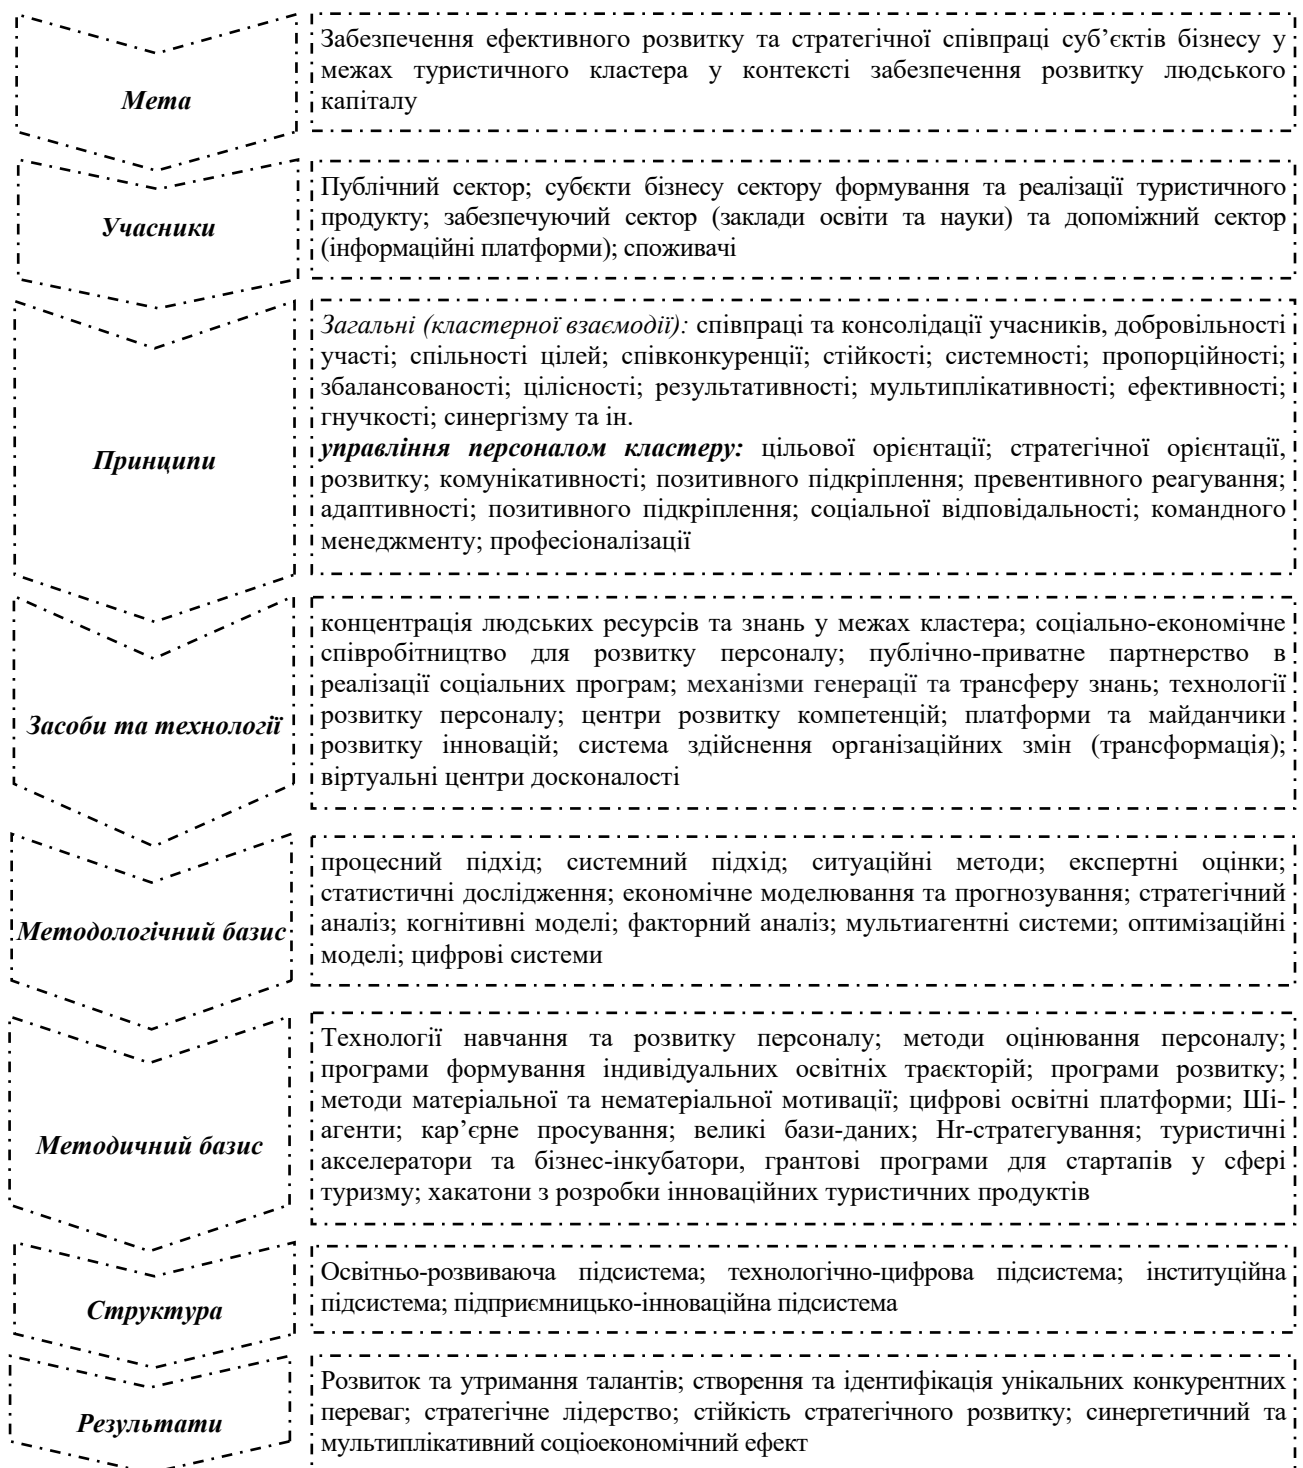 Мета
Забезпечення ефективного розвитку та стратегічної співпраці суб’єктів бізнесу у
межах туристичного кластера у контексті забезпечення розвитку людського
капіталу
Учасники
Публічний сектор; субєкти бізнесу сектору формування та реалізації туристичного
продукту; забезпечуючий сектор (заклади освіти та науки) та допоміжний сектор
(інформаційні платформи); споживачі
Принципи
Загальні (кластерної взаємодії): співпраці та консолідації учасників, добровільності
участі; спільності цілей; співконкуренції; стійкості; системності; пропорційності;
збалансованості; цілісності; результативності; мультиплікативності; ефективності;
гнучкості; синергізму та ін.
управління персоналом кластеру: цільової орієнтації; стратегічної орієнтації,
розвитку; комунікативності; позитивного підкріплення; превентивного реагування;
адаптивності; позитивного підкріплення; соціальної відповідальності; командного
менеджменту; професіоналізації
Засоби та технології
концентрація людських ресурсів та знань у межах кластера; соціально-економічне
співробітництво для розвитку персоналу; публічно-приватне партнерство в
реалізації соціальних програм; механізми генерації та трансферу знань; технології
розвитку персоналу; центри розвитку компетенцій; платформи та майданчики
розвитку інновацій; система здійснення організаційних змін (трансформація);
віртуальні центри досконалості
Методологічний базис
процесний підхід; системний підхід; ситуаційні методи; експертні оцінки;
статистичні дослідження; економічне моделювання та прогнозування; стратегічний
аналіз; когнітивні моделі; факторний аналіз; мультиагентні системи; оптимізаційні
моделі; цифрові системи
Методичний базис
Технології навчання та розвитку персоналу; методи оцінювання персоналу;
програми формування індивідуальних освітніх траєкторій; програми розвитку;
методи матеріальної та нематеріальної мотивації; цифрові освітні платформи; Ші-
агенти; кар’єрне просування; великі бази-даних; Hr-стратегування; туристичні
акселератори та бізнес-інкубатори, грантові програми для стартапів у сфері
туризму; хакатони з розробки інноваційних туристичних продуктів
Структура
Освітньо-розвиваюча підсистема; технологічно-цифрова підсистема; інституційна
підсистема; підприємницько-інноваційна підсистема
Результати
Розвиток та утримання талантів; створення та ідентифікація унікальних конкурентних
переваг; стратегічне лідерство; стійкість стратегічного розвитку; синергетичний та
мультиплікативний соціоекономічний ефект